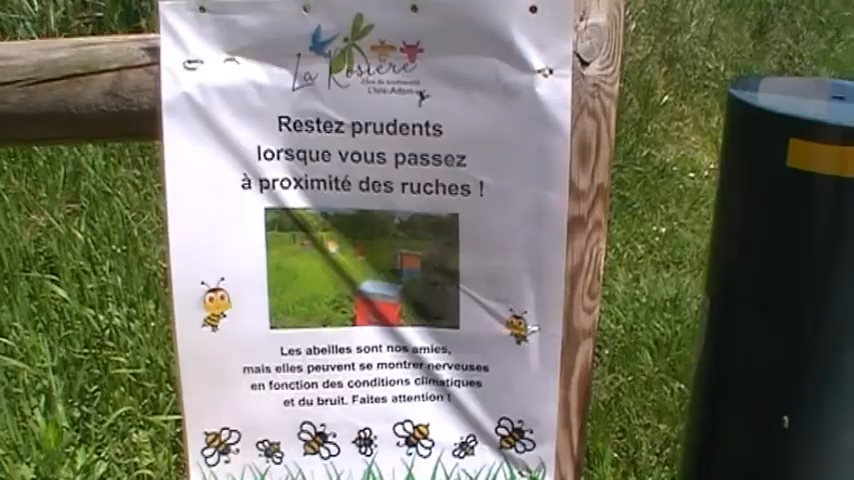 La Rosière
L'Isle-Adam
Restez prudents
lorsque vous passez
à proximité des ruches !
Les abeilles sont nos amies,
mais elles peuvent se montrer nerveuses
en fonction des conditions climatiques
et du bruit. Faites attention !